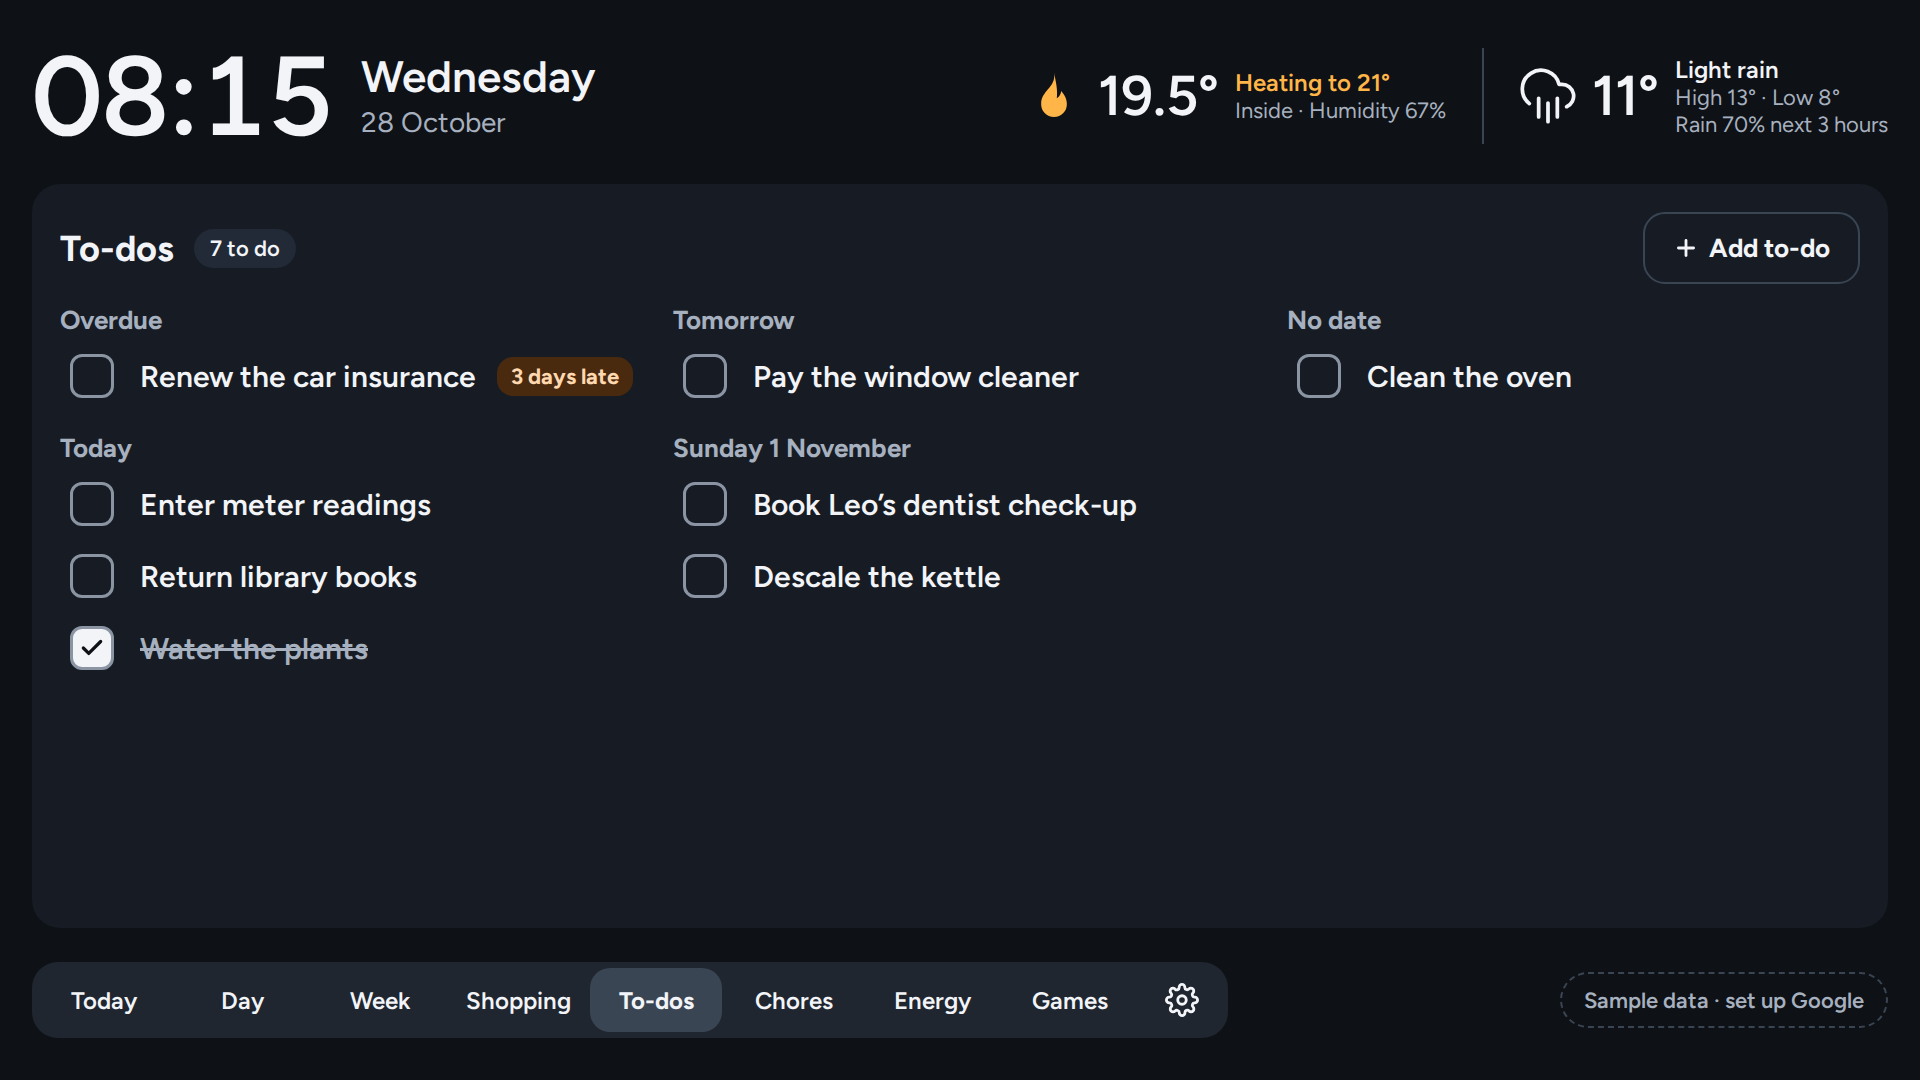 08:15
Wednesday
28 October
19.5°
Heating to 21°
Inside · Humidity 67%
11°
Light rain
High 13° · Low 8°
Rain 70% next 3 hours
To-dos
7 to do
+ Add to-do
Overdue
Renew the car insurance
3 days late
Today
Enter meter readings
Return library books
Water the plants
Tomorrow
Pay the window cleaner
Sunday 1 November
Book Leo’s dentist check-up
Descale the kettle
No date
Clean the oven
Today
Day
Week
Shopping
To-dos
Chores
Energy
Games
Sample data · set up Google